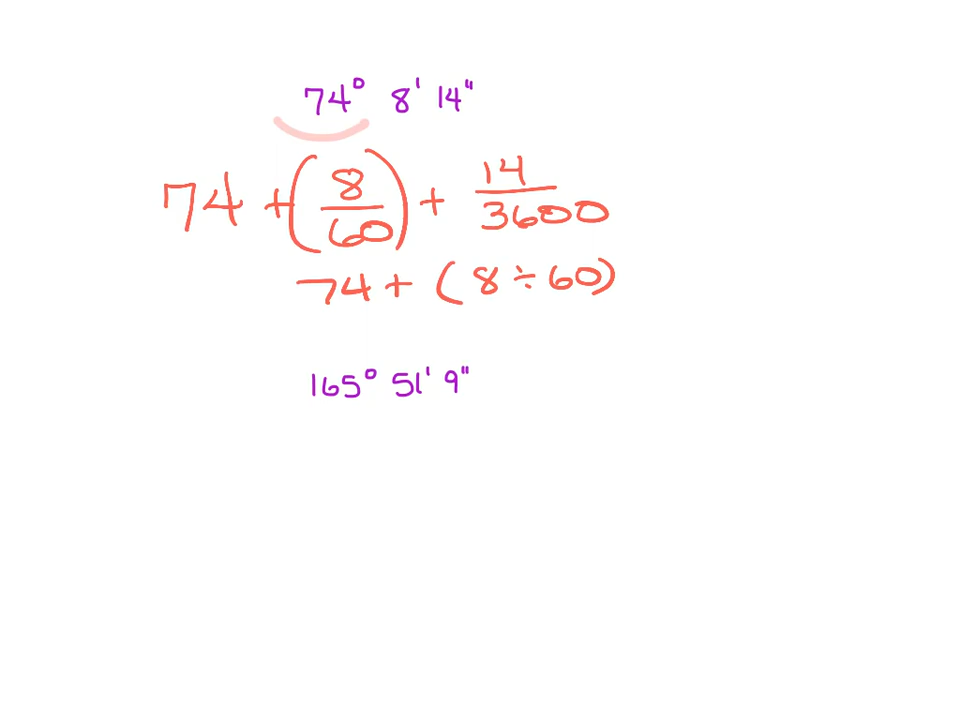 74° 8' 14"
74 + (8/60) + 14/3600
74 + (8 ÷ 60)
165° 51' 9"